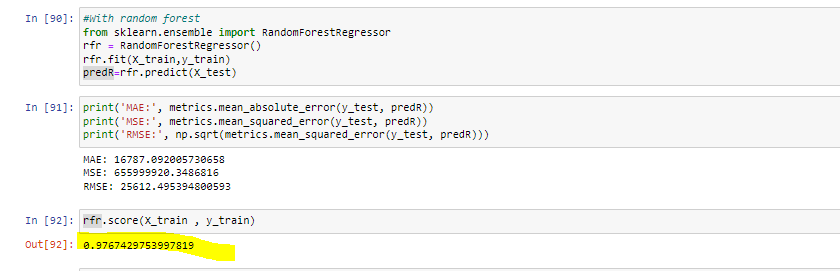 In [90]: #With random forest
from sklearn.ensemble import RandomForestRegressor
rfr = RandomForestRegressor()
rfr.fit(X_train,y_train)
predR=rfr.predict(X_test)
In [91]: print('MAE:', metrics.mean_absolute_error(y_test, predR))
print('MSE:', metrics.mean_squared_error(y_test, predR))
print('RMSE:', np.sqrt(metrics.mean_squared_error(y_test, predR)))
MAE: 16787.092005730658
MSE: 655999920.3486816
RMSE: 25612.495394800593
In [92]: rfr.score(X_train , y_train)
Out[92]: 0.9767429753997819